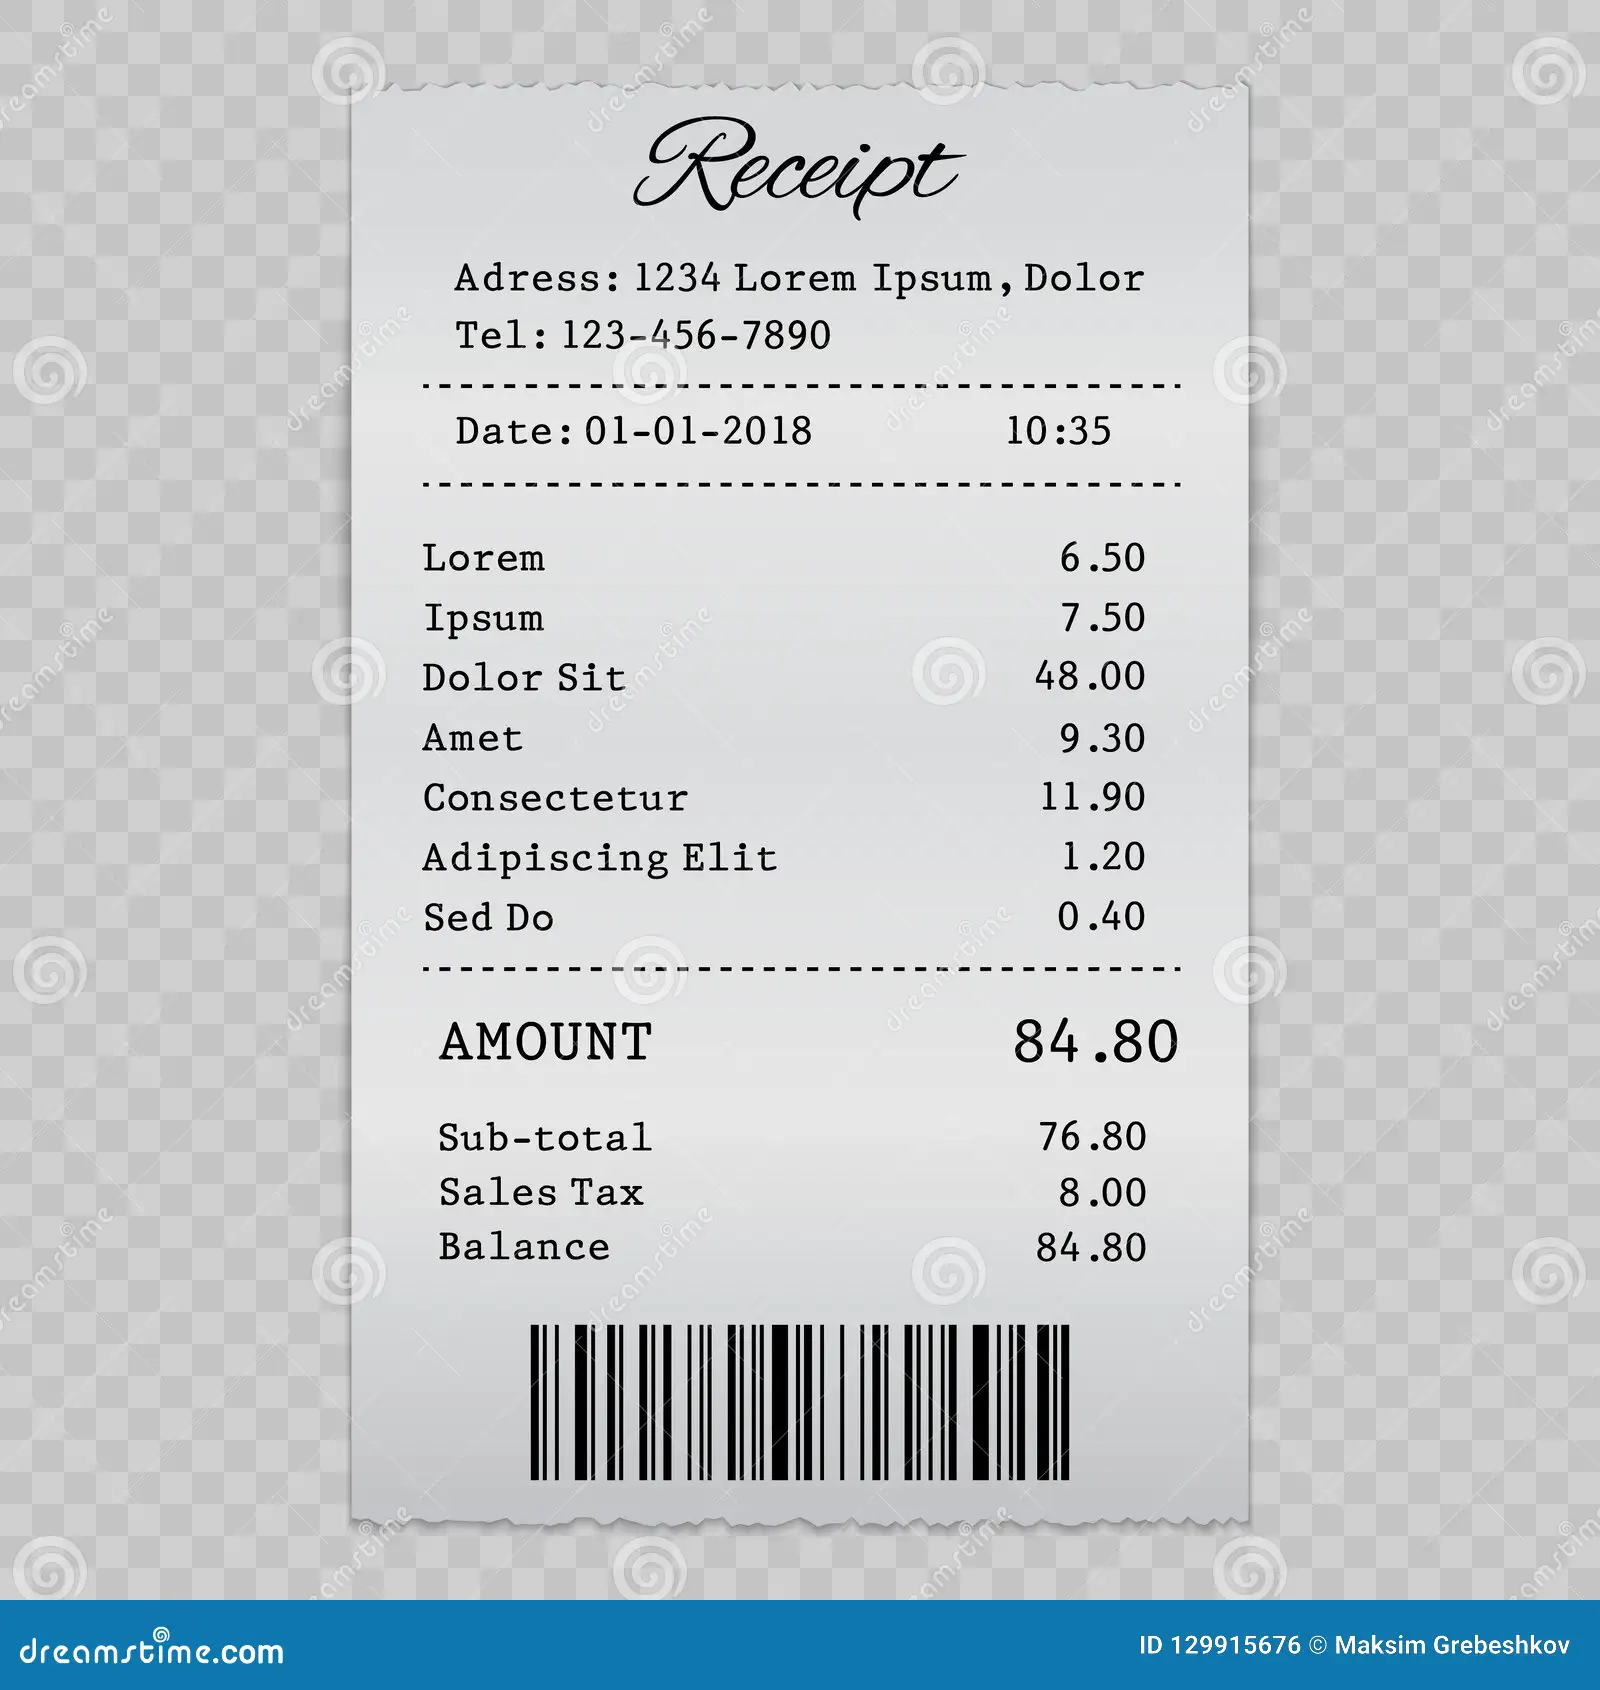 Receipt
Adress: 1234 Lorem Ipsum, Dolor
Tel: 123-456-7890
Date: 01-01-2018 10:35
Lorem 6.50
Ipsum 7.50
Dolor Sit 48.00
Amet 9.30
Consectetur 11.90
Adipiscing Elit 1.20
Sed Do 0.40
AMOUNT 84.80
Sub-total 76.80
Sales Tax 8.00
Balance 84.80
dreamstime.com
ID 129915676 © Maksim Grebeshkov